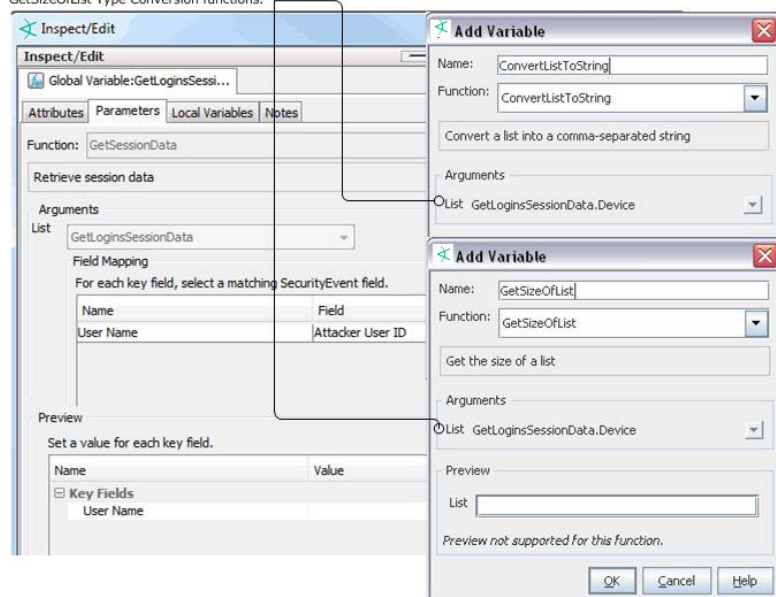 GetSizeOfList Type Conversion functions.
Inspect/Edit
Inspect/Edit
Global Variable:GetLoginsSessi...
Attributes Parameters Local Variables Notes
Function: GetSessionData
Retrieve session data
Arguments
List
GetLoginsSessionData
Field Mapping
For each key field, select a matching SecurityEvent field.
Name Field
User Name Attacker User ID
Preview
Set a value for each key field.
Name Value
Key Fields
User Name
Add Variable
Name: ConvertListToString
Function: ConvertListToString
Convert a list into a comma-separated string
Arguments
List GetLoginsSessionData.Device
Add Variable
Name: GetSizeOfList
Function: GetSizeOfList
Get the size of a list
Arguments
List GetLoginsSessionData.Device
Preview
List
Preview not supported for this function.
OK Cancel Help